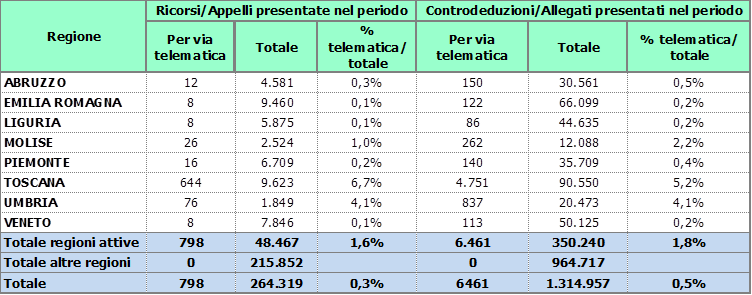 Ricorsi/Appelli presentate nel periodo Controdeduzioni/Allegati presentati nel periodo
Regione Per via telematica Totale % telematica/ totale Per via telematica Totale % telematica/ totale
ABRUZZO 12 4.581 0,3% 150 30.561 0,5%
EMILIA ROMAGNA 8 9.460 0,1% 122 66.099 0,2%
LIGURIA 8 5.875 0,1% 86 44.635 0,2%
MOLISE 26 2.524 1,0% 262 12.088 2,2%
PIEMONTE 16 6.709 0,2% 140 35.709 0,4%
TOSCANA 644 9.623 6,7% 4.751 90.550 5,2%
UMBRIA 76 1.849 4,1% 837 20.473 4,1%
VENETO 8 7.846 0,1% 113 50.125 0,2%
Totale regioni attive 798 48.467 1,6% 6.461 350.240 1,8%
Totale altre regioni 0 215.852 0 964.717
Totale 798 264.319 0,3% 6461 1.314.957 0,5%